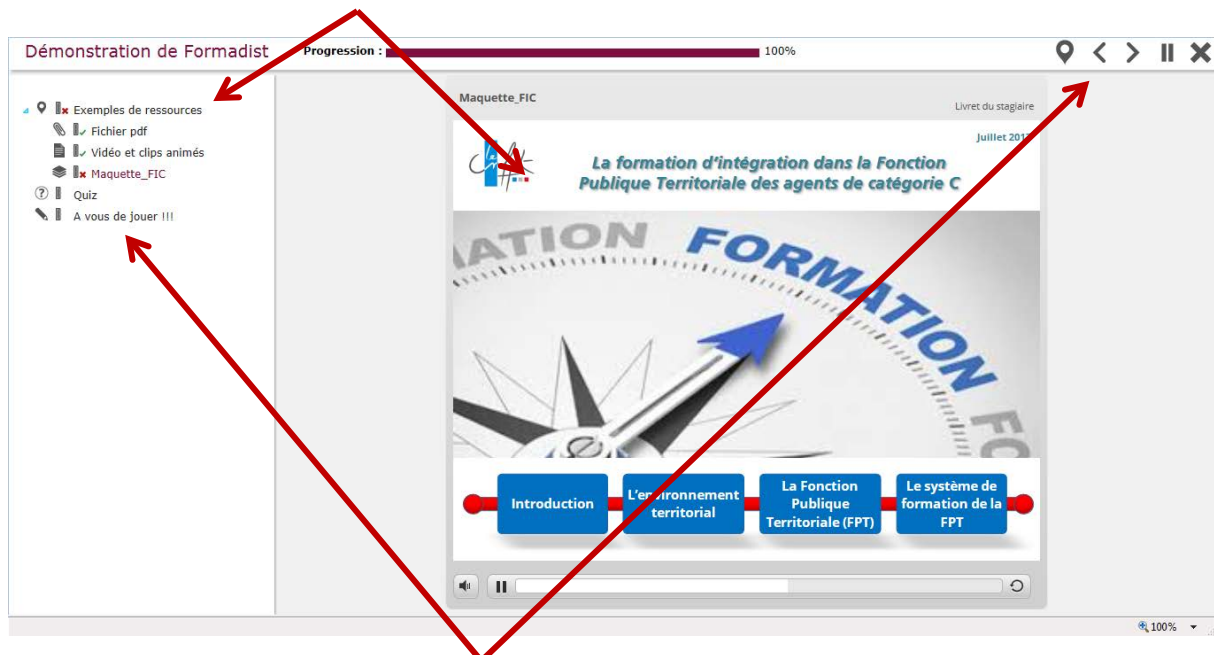 Démonstration de Formadist
Progression :
100%
Exemples de ressources
Fichier pdf
Vidéo et clips animés
Maquette_FIC
Quiz
A vous de jouer !!!
Maquette_FIC
Livret du stagiaire
Juillet
La formation d'intégration dans la Fonction
Publique Territoriale des agents de catégorie C
ATION
FORMATION
FO
Introduction
L'environnement
territorial
La Fonction
Publique
Territoriale (FPT)
Le système de
formation de la
FPT
100%